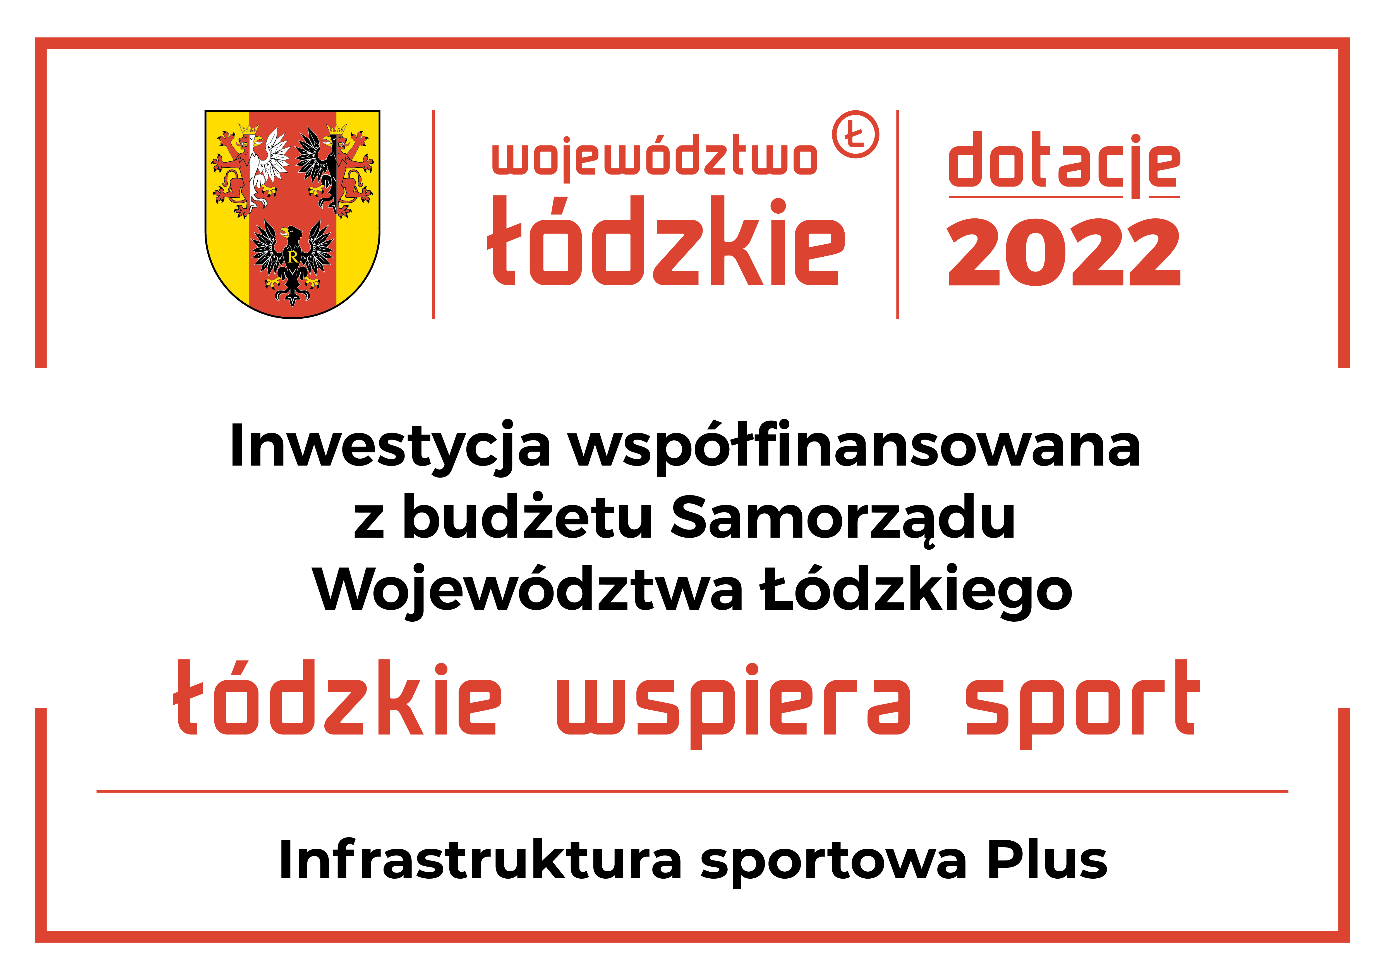 województwo Ł
łódzkie
dotacje
2022
R
Inwestycja współfinansowana
z budżetu Samorządu
Województwa Łódzkiego
łódzkie wspiera sport
Infrastruktura sportowa Plus